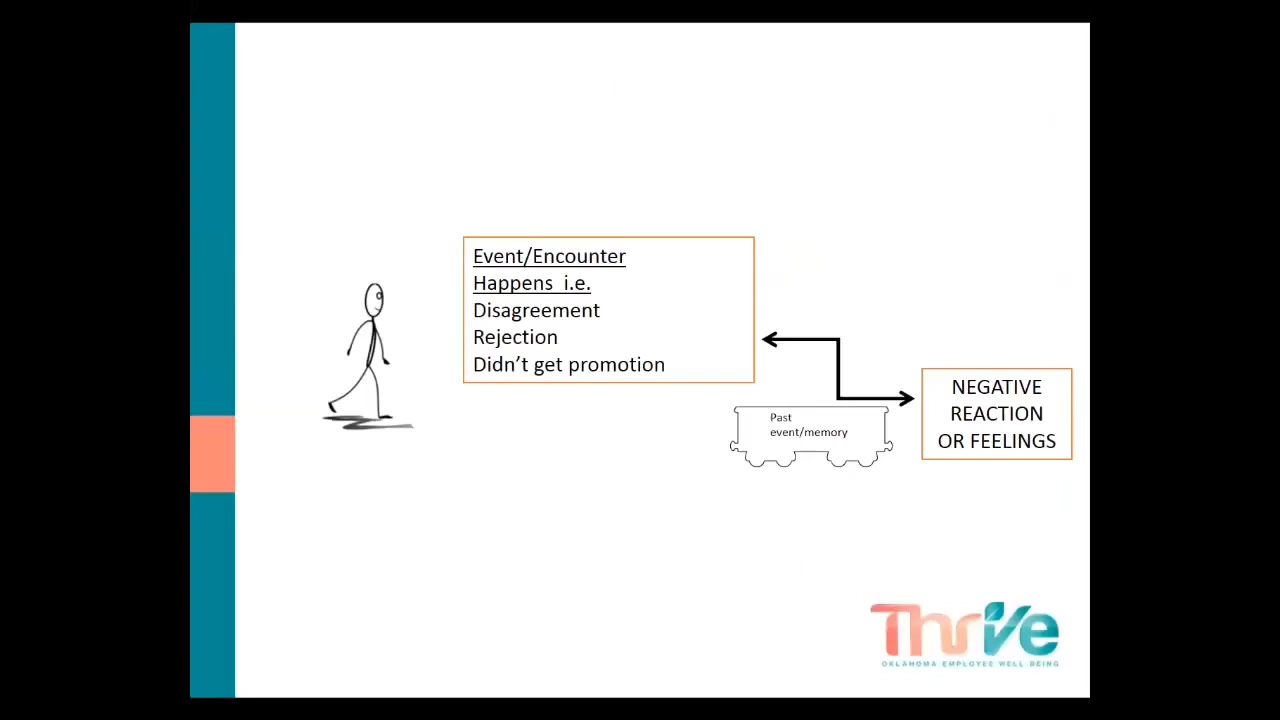 Event/Encounter
Happens i.e.
Disagreement
Rejection
Didn't get promotion
Past
event/memory
NEGATIVE
REACTION
OR FEELINGS
Thrive
OKLAHOMA EMPLOYEE WELL-BEING